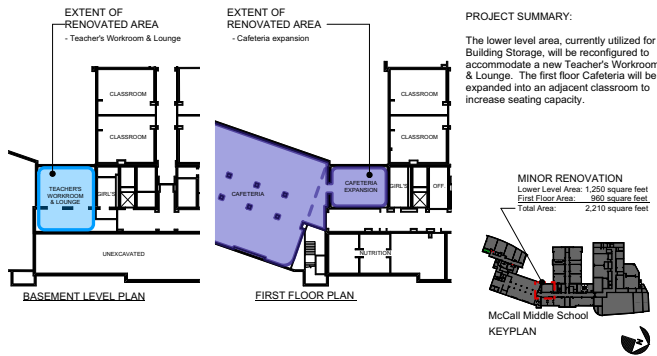 EXTENT OF
RENOVATED AREA
- Teacher's Workroom & Lounge
EXTENT OF
RENOVATED AREA
- Cafeteria expansion
PROJECT SUMMARY:
The lower level area, currently utilized for
Building Storage, will be reconfigured to
accommodate a new Teacher's Workroom
& Lounge. The first floor Cafeteria will be
expanded into an adjacent classroom to
increase seating capacity.
CLASSROOM
CLASSROOM
TEACHER'S
WORKROOM
& LOUNGE
GIRL'S
UNEXCAVATED
BASEMENT LEVEL PLAN
CLASSROOM
CLASSROOM
CAFETERIA
CAFETERIA
EXPANSION
GIRL'S
OFF.
NUTRITION
FIRST FLOOR PLAN
MINOR RENOVATION
Lower Level Area: 1,250 square feet
First Floor Area: 960 square feet
Total Area: 2,210 square feet
McCall Middle School
KEYPLAN
N